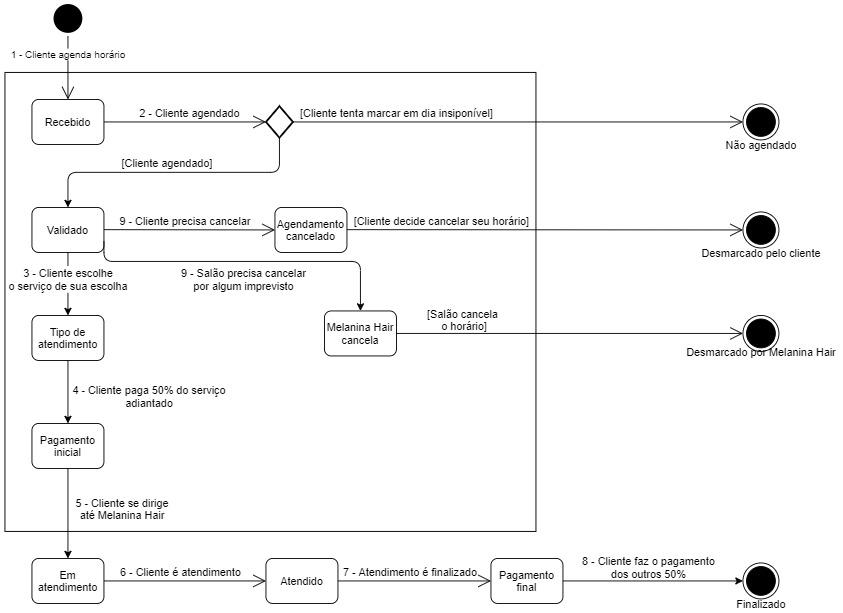 1 - Cliente agenda horário
Recebido
2 - Cliente agendado
[Cliente tenta marcar em dia insiponível]
Não agendado
[Cliente agendado]
Validado
9 - Cliente precisa cancelar
Agendamento
cancelado
[Cliente decide cancelar seu horário]
Desmarcado pelo cliente
3 - Cliente escolhe
o serviço de sua escolha
9 - Salão precisa cancelar
por algum imprevisto
Tipo de
atendimento
Melanina Hair
cancela
[Salão cancela
o horário]
Desmarcado por Melanina Hair
4 - Cliente paga 50% do serviço
adiantado
Pagamento
inicial
5 - Cliente se dirige
até Melanina Hair
Em
atendimento
6 - Cliente é atendimento
Atendido
7 - Atendimento é finalizado
Pagamento
final
8 - Cliente faz o pagamento
dos outros 50%
Finalizado